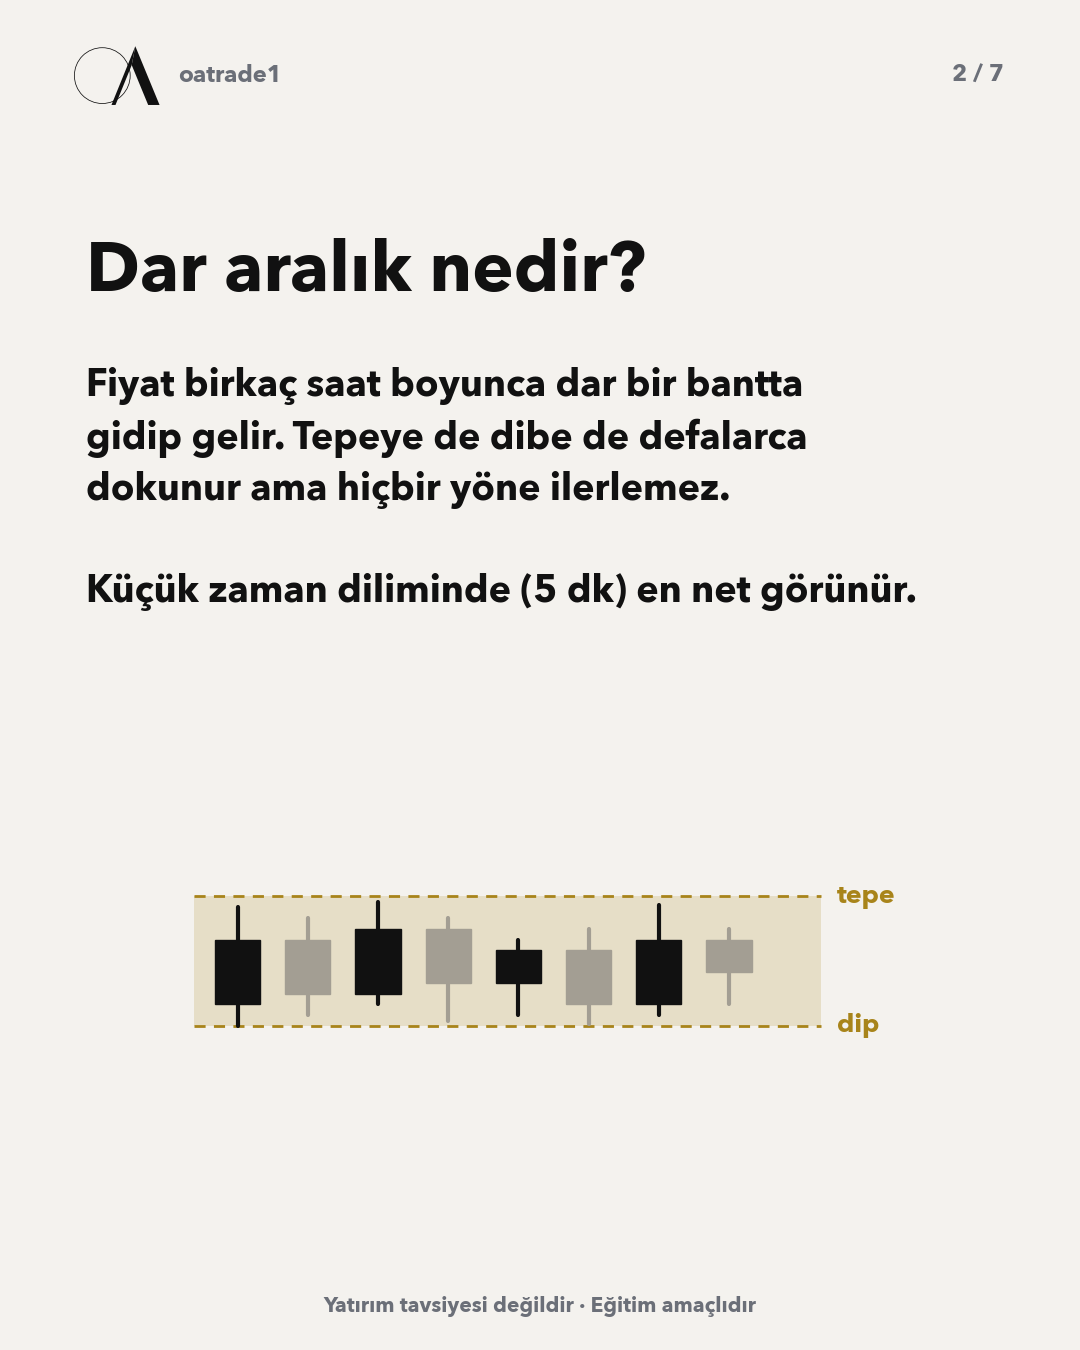 OA
oatrade1
2 / 7
Dar aralık nedir?
Fiyat birkaç saat boyunca dar bir bantta
gidip gelir. Tepeye de dibe de defalarca
dokunur ama hiçbir yöne ilerlemez.
Küçük zaman diliminde (5 dk) en net görünür.
tepe
dip
Yatırım tavsiyesi değildir · Eğitim amaçlıdır